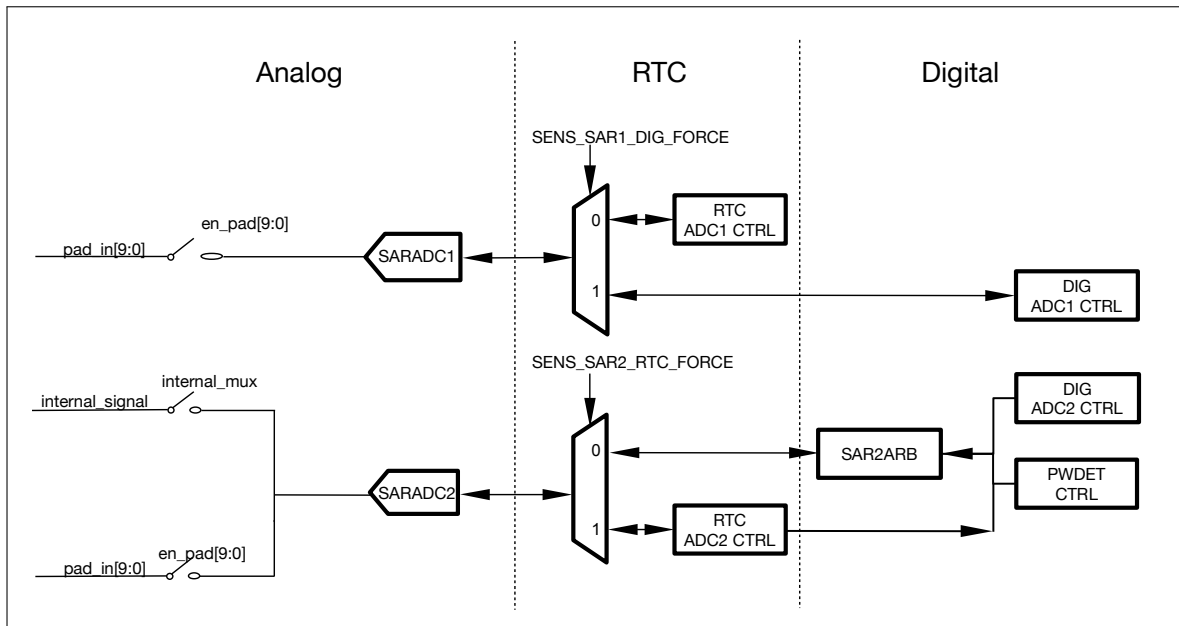 Analog
RTC
Digital
SENS_SAR1_DIG_FORCE
en_pad[9:0]
pad_in[9:0]
SARADC1
0
RTC
ADC1 CTRL
1
DIG
ADC1 CTRL
SENS_SAR2_RTC_FORCE
internal_mux
internal_signal
DIG
ADC2 CTRL
0
SAR2ARB
SARADC2
PWDET
CTRL
1
RTC
ADC2 CTRL
en_pad[9:0]
pad_in[9:0]